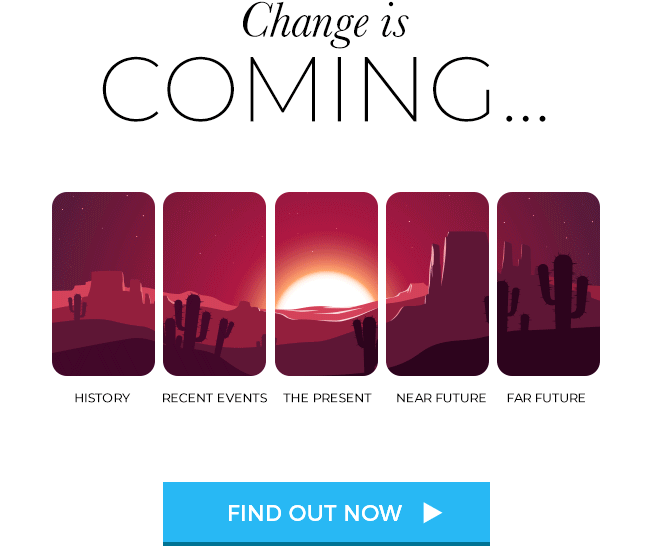 Change is
COMING...
HISTORY
RECENT EVENTS
THE PRESENT
NEAR FUTURE
FAR FUTURE
FIND OUT NOW